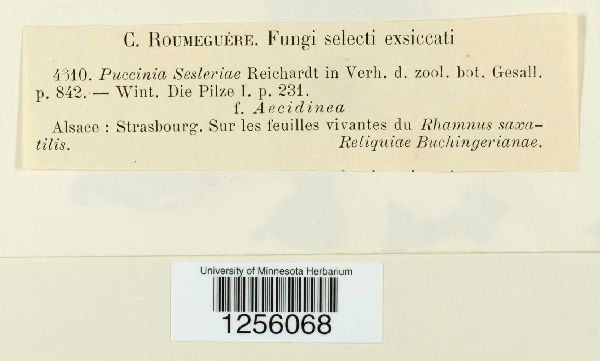 C. ROUMEGUÈRE. Fungi selecti exsiccati
4310. Puccinia Sesleriae Reichardt in Verh. d. zool. bot. Gesall.
p. 842. — Wint. Die Pilze I. p. 231.
f. Aecidinea
Alsace : Strasbourg. Sur les feuilles vivantes du Rhamnus saxa-
tilis. Reliquiae Buchingerianae.
University of Minnesota Herbarium
1256068